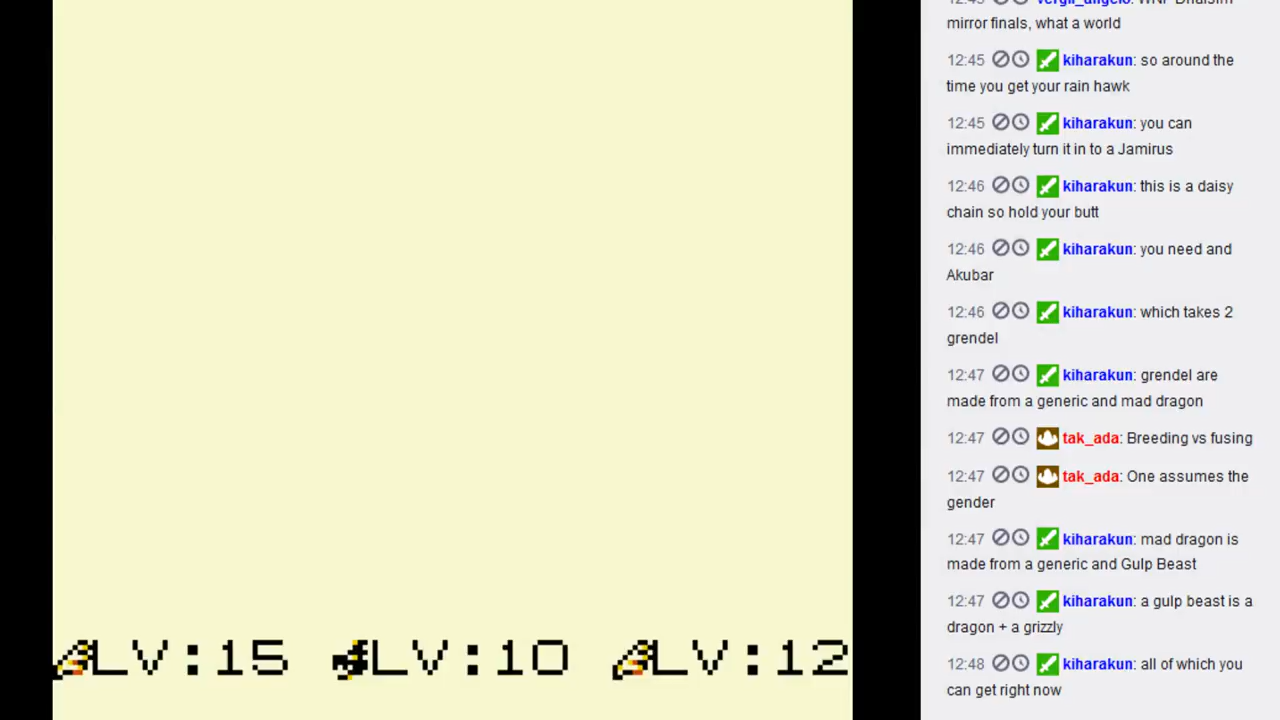 mirror finals, what a world
12:45 kiharakun: so around the
time you get your rain hawk
12:45 kiharakun: you can
immediately turn it in to a Jamirus
12:46 kiharakun: this is a daisy
chain so hold your butt
12:46 kiharakun: you need and
Akubar
12:46 kiharakun: which takes 2
grendel
12:47 kiharakun: grendel are
made from a generic and mad dragon
12:47 tak_ada: Breeding vs fusing
12:47 tak_ada: One assumes the
gender
12:47 kiharakun: mad dragon is
made from a generic and Gulp Beast
12:47 kiharakun: a gulp beast is a
dragon + a grizzly
12:48 kiharakun: all of which you
can get right now
LV:15 LV:10 LV:12